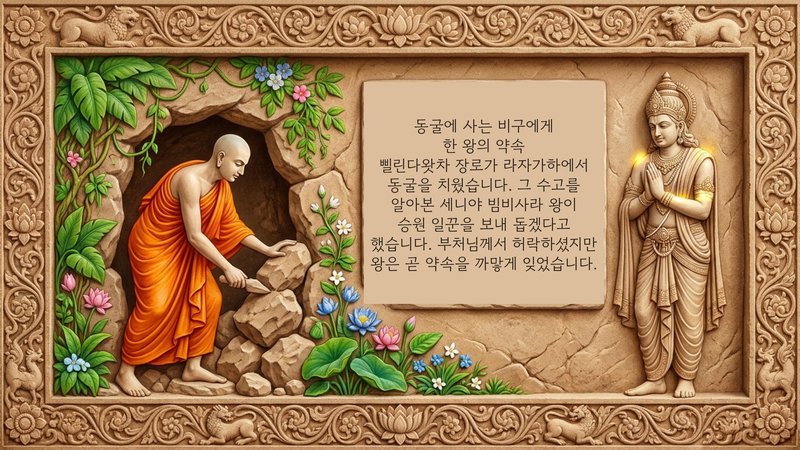 동굴에 사는 비구에게
한 왕의 약속
삘린다왓차 장로가 라자가하에서
동굴을 치웠습니다. 그 수고를
알아본 세니야 빔비사라 왕이
승원 일꾼을 보내 돕겠다고
했습니다. 부처님께서 허락하셨지만
왕은 곧 약속을 까맣게 잊었습니다.